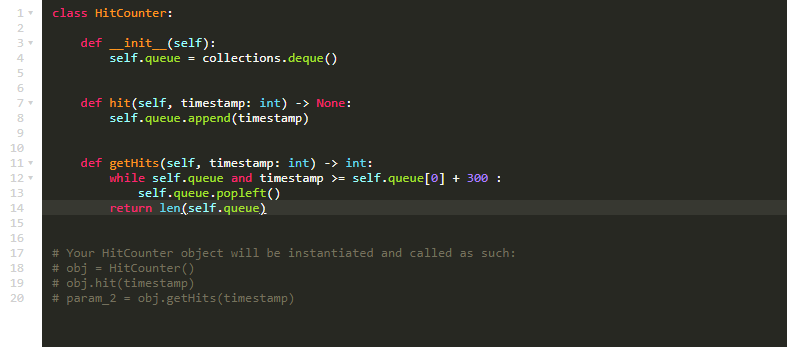 1 class HitCounter:
2
3     def __init__(self):
4         self.queue = collections.deque()
5
6
7     def hit(self, timestamp: int) -> None:
8         self.queue.append(timestamp)
9
10
11     def getHits(self, timestamp: int) -> int:
12         while self.queue and timestamp >= self.queue[0] + 300 :
13             self.queue.popleft()
14         return len(self.queue)
15
16
17 # Your HitCounter object will be instantiated and called as such:
18 # obj = HitCounter()
19 # obj.hit(timestamp)
20 # param_2 = obj.getHits(timestamp)